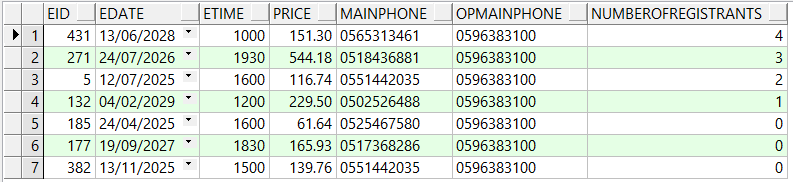 EID EDATE ETIME PRICE MAINPHONE OPMAINPHONE NUMBEROFREGISTRANTS
1 431 13/06/2028 1000 151.30 0565313461 0596383100 4
2 271 24/07/2026 1930 544.18 0518436881 0596383100 3
3 5 12/07/2025 1600 116.74 0551442035 0596383100 2
4 132 04/02/2029 1200 229.50 0502526488 0596383100 1
5 185 24/04/2025 1600 61.64 0525467580 0596383100 0
6 177 19/09/2027 1830 165.93 0517368286 0596383100 0
7 382 13/11/2025 1500 139.76 0551442035 0596383100 0